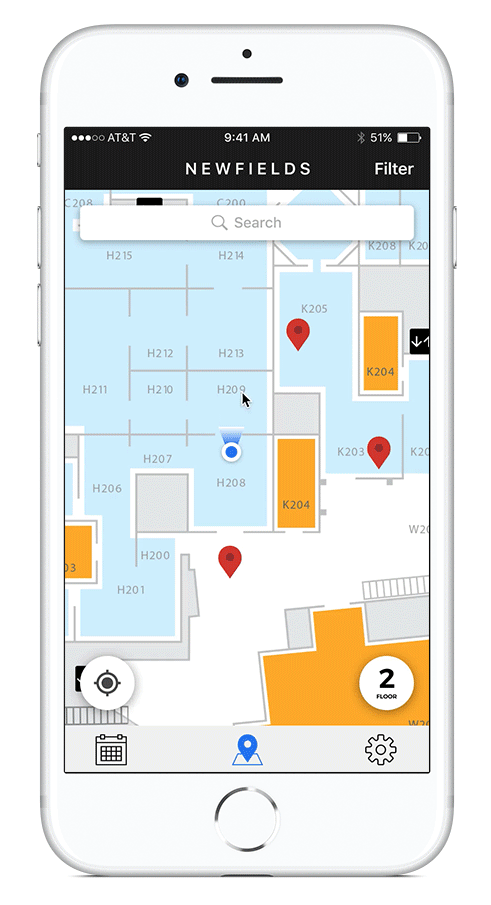 AT&T 9:41 AM 51%
NEWFIELDS Filter
C208 C200
Search
H215 H214 K208 K20
K205
H212 H213
K204
H211 H210 H209
H207 K203 K20
H206 H208
K204
W20
H200
03
H201
2
FLOOR
W20